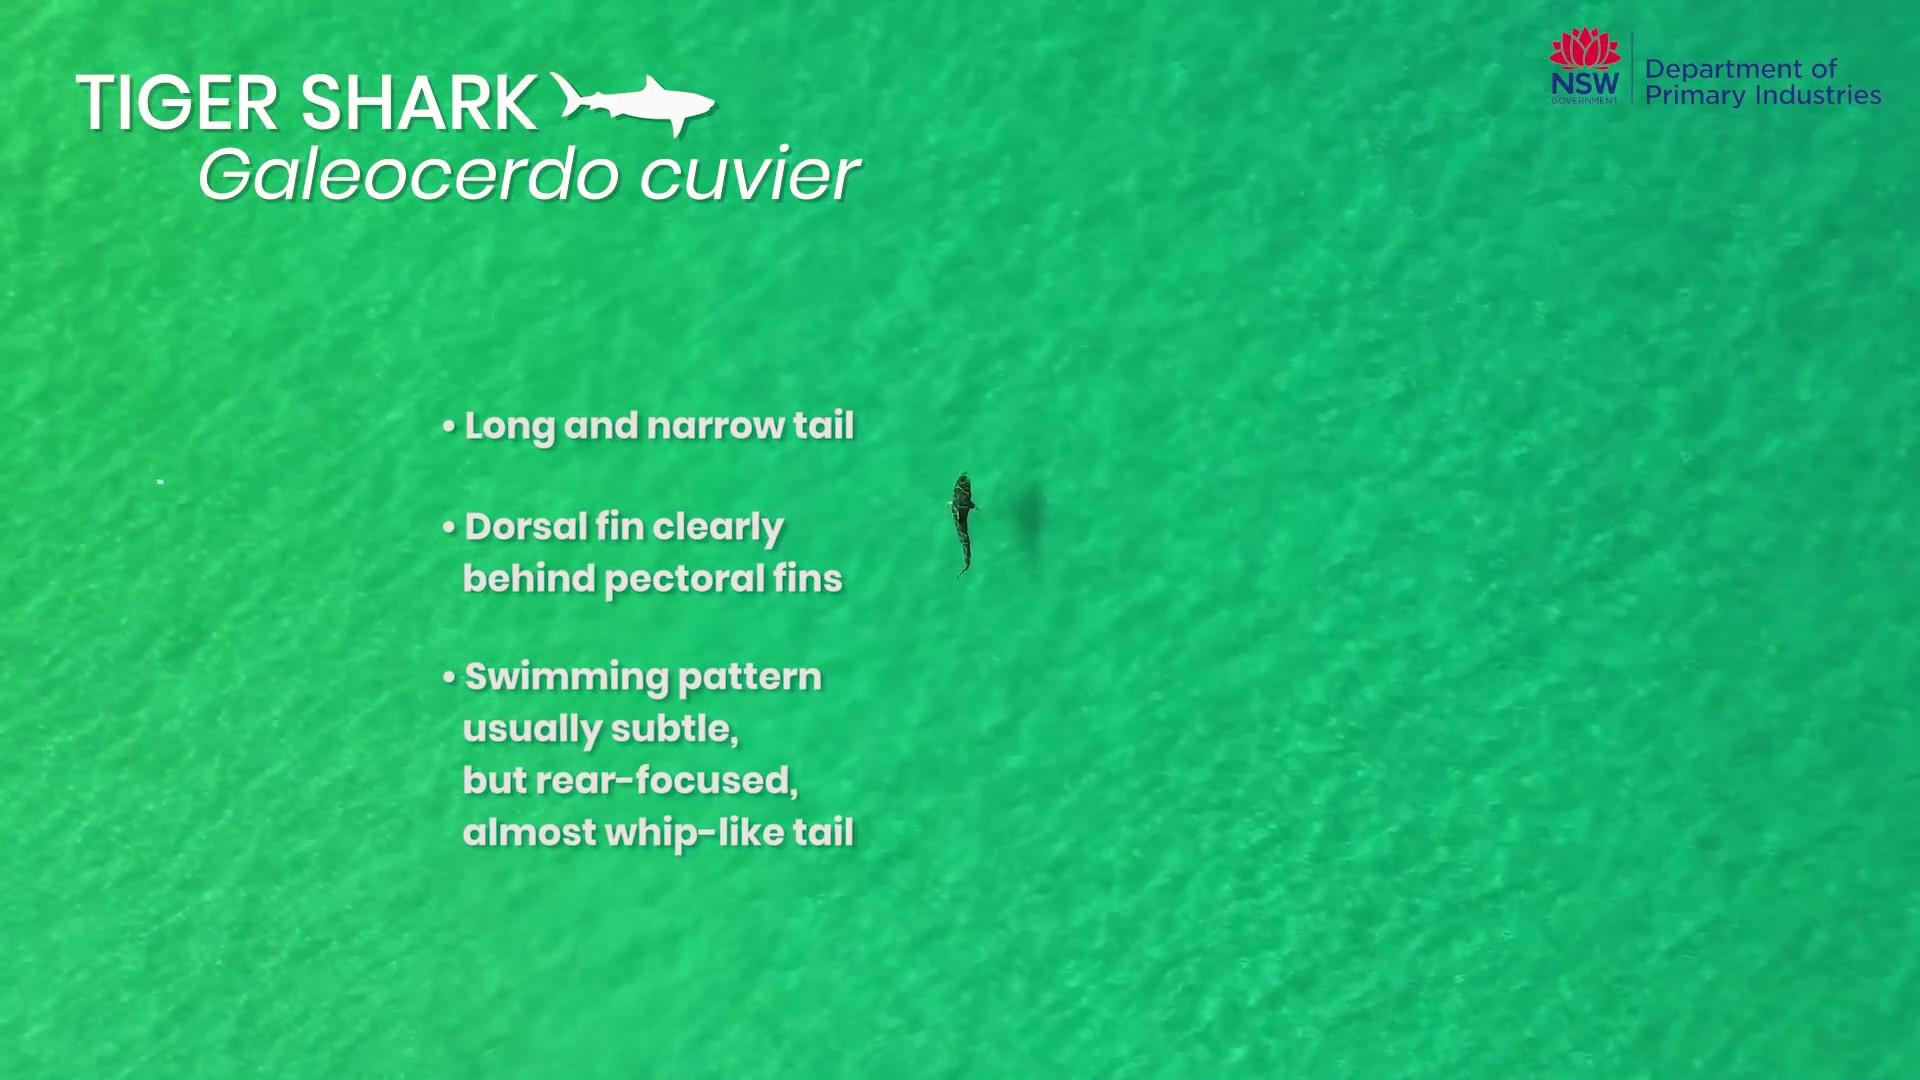 TIGER SHARK
Galeocerdo cuvier
NSW
GOVERNMENT
Department of
Primary Industries
• Long and narrow tail
• Dorsal fin clearly
behind pectoral fins
• Swimming pattern
usually subtle,
but rear-focused,
almost whip-like tail